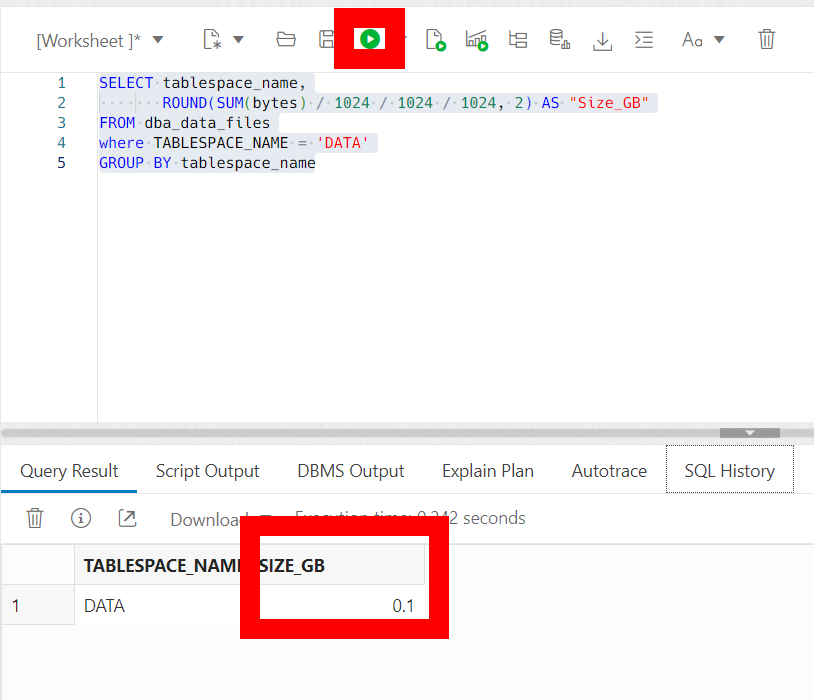 [Worksheet ]*
Aa
1 SELECT tablespace_name,
2 ROUND(SUM(bytes) / 1024 / 1024 / 1024, 2) AS "Size_GB"
3 FROM dba_data_files
4 where TABLESPACE_NAME = 'DATA'
5 GROUP BY tablespace_name
Query Result Script Output DBMS Output Explain Plan Autotrace SQL History
Download Execution time: 0.242 seconds
TABLESPACE_NAME SIZE_GB
1 DATA 0.1